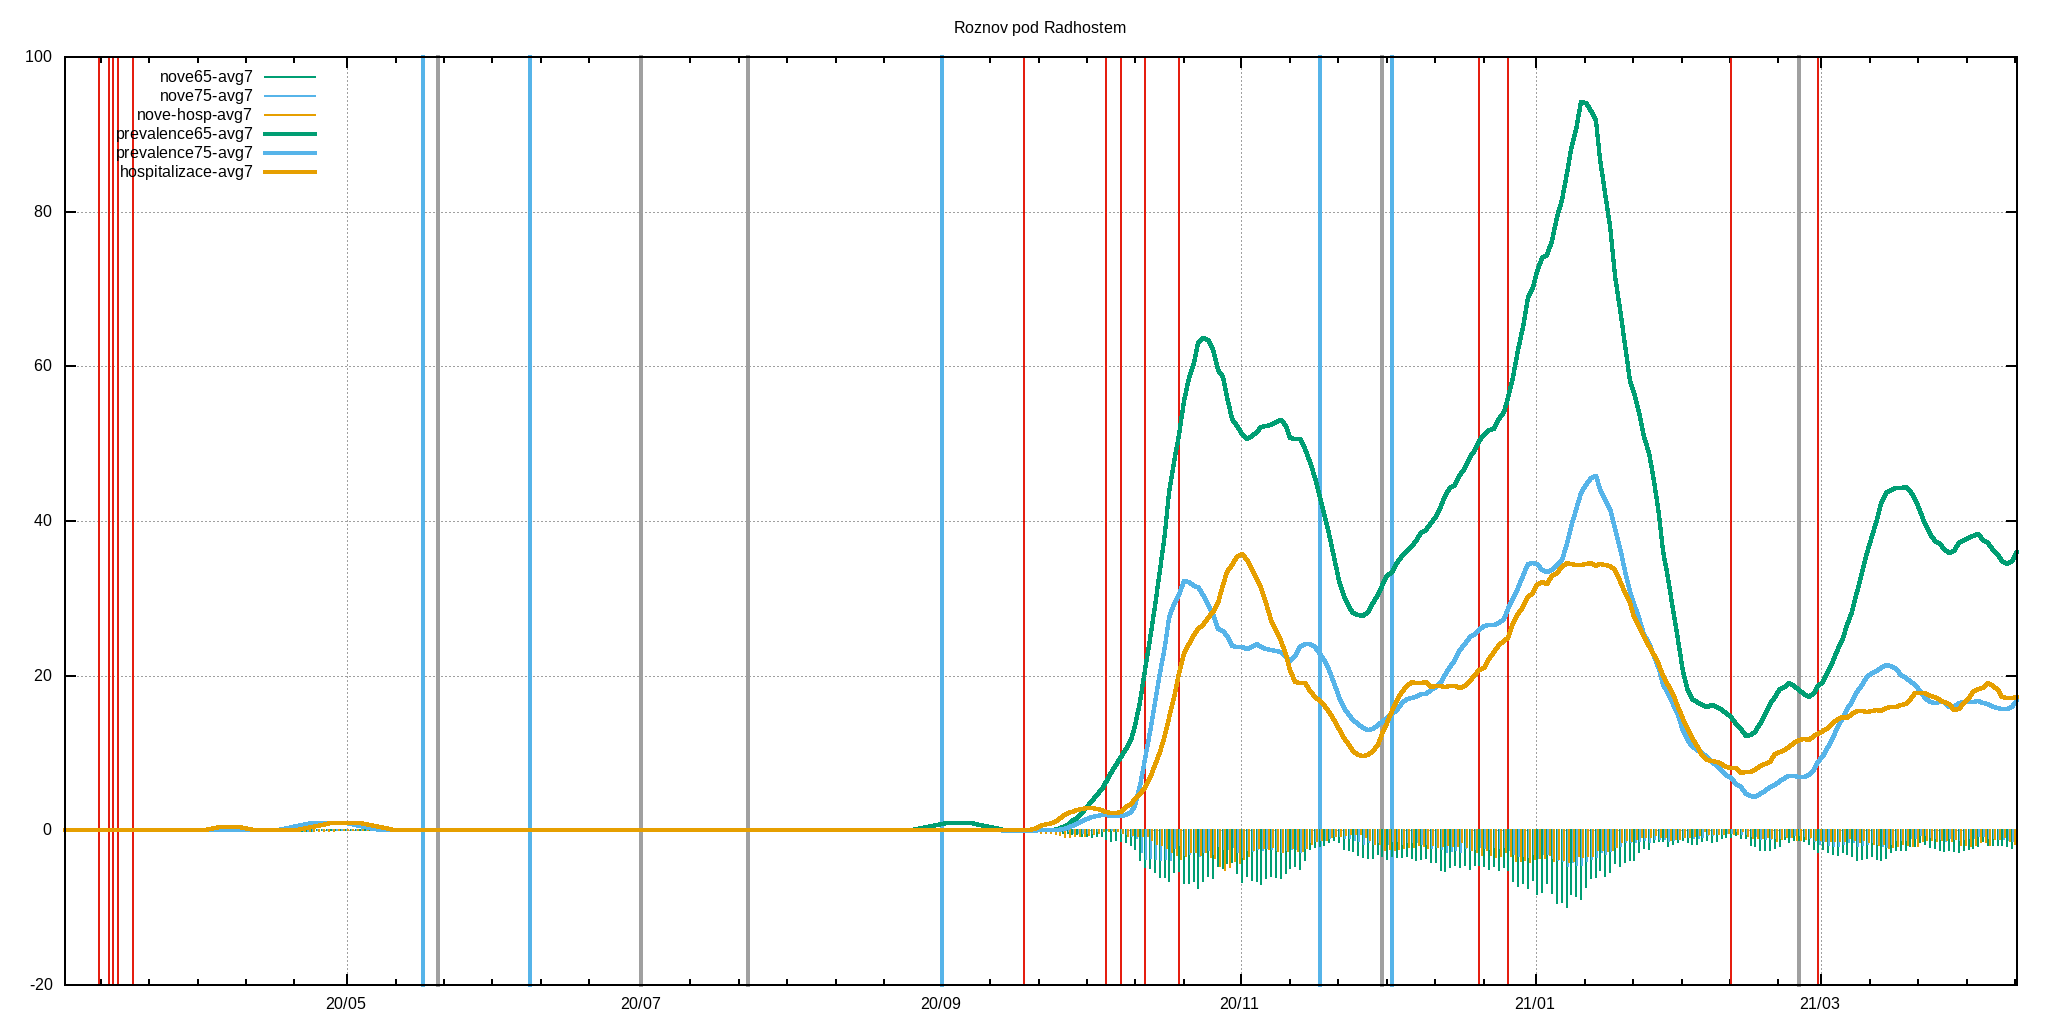 Roznov pod Radhostem
100
80
60
40
20
0
-20
nove65-avg7
nove75-avg7
nove-hosp-avg7
prevalence65-avg7
prevalence75-avg7
hospitalizace-avg7
20/05
20/07
20/09
20/11
21/01
21/03